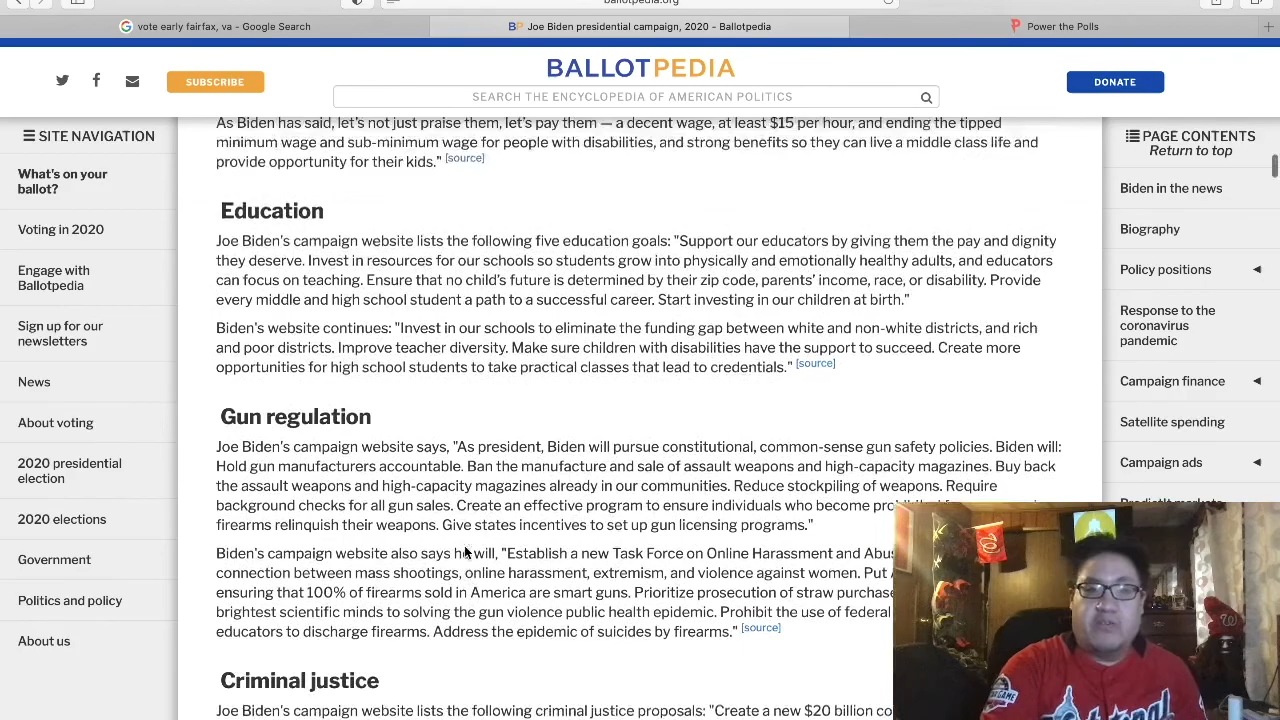 ballotpedia.org
vote early fairfax, va - Google Search
BP Joe Biden presidential campaign, 2020 - Ballotpedia
Power the Polls
SUBSCRIBE
BALLOTPEDIA
SEARCH THE ENCYCLOPEDIA OF AMERICAN POLITICS
DONATE
SITE NAVIGATION
What's on your
ballot?
Voting in 2020
Engage with
Ballotpedia
Sign up for our
newsletters
News
About voting
2020 presidential
election
2020 elections
Government
Politics and policy
About us
As Biden has said, let's not just praise them, let's pay them — a decent wage, at least $15 per hour, and ending the tipped
minimum wage and sub-minimum wage for people with disabilities, and strong benefits so they can live a middle class life and
provide opportunity for their kids." [source]
Education
Joe Biden's campaign website lists the following five education goals: "Support our educators by giving them the pay and dignity
they deserve. Invest in resources for our schools so students grow into physically and emotionally healthy adults, and educators
can focus on teaching. Ensure that no child's future is determined by their zip code, parents' income, race, or disability. Provide
every middle and high school student a path to a successful career. Start investing in our children at birth."
Biden's website continues: "Invest in our schools to eliminate the funding gap between white and non-white districts, and rich
and poor districts. Improve teacher diversity. Make sure children with disabilities have the support to succeed. Create more
opportunities for high school students to take practical classes that lead to credentials." [source]
Gun regulation
Joe Biden's campaign website says, "As president, Biden will pursue constitutional, common-sense gun safety policies. Biden will:
Hold gun manufacturers accountable. Ban the manufacture and sale of assault weapons and high-capacity magazines. Buy back
the assault weapons and high-capacity magazines already in our communities. Reduce stockpiling of weapons. Require
background checks for all gun sales. Create an effective program to ensure individuals who become
firearms relinquish their weapons. Give states incentives to set up gun licensing programs."
Biden's campaign website also says he will, "Establish a new Task Force on Online Harassment and Abus
connection between mass shootings, online harassment, extremism, and violence against women. Put
ensuring that 100% of firearms sold in America are smart guns. Prioritize prosecution of straw purchase
brightest scientific minds to solving the gun violence public health epidemic. Prohibit the use of federal
educators to discharge firearms. Address the epidemic of suicides by firearms." [source]
Criminal justice
Joe Biden's campaign website lists the following criminal justice proposals: "Create a new $20 billion co
PAGE CONTENTS
Return to top
Biden in the news
Biography
Policy positions
Response to the
coronavirus
pandemic
Campaign finance
Satellite spending
Campaign ads